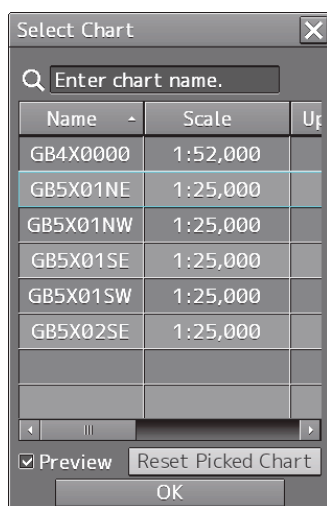 Select Chart
Enter chart name.
Name Scale Up
GB4X0000 1:52,000
GB5X01NE 1:25,000
GB5X01NW 1:25,000
GB5X01SE 1:25,000
GB5X01SW 1:25,000
GB5X02SE 1:25,000
Preview Reset Picked Chart
OK